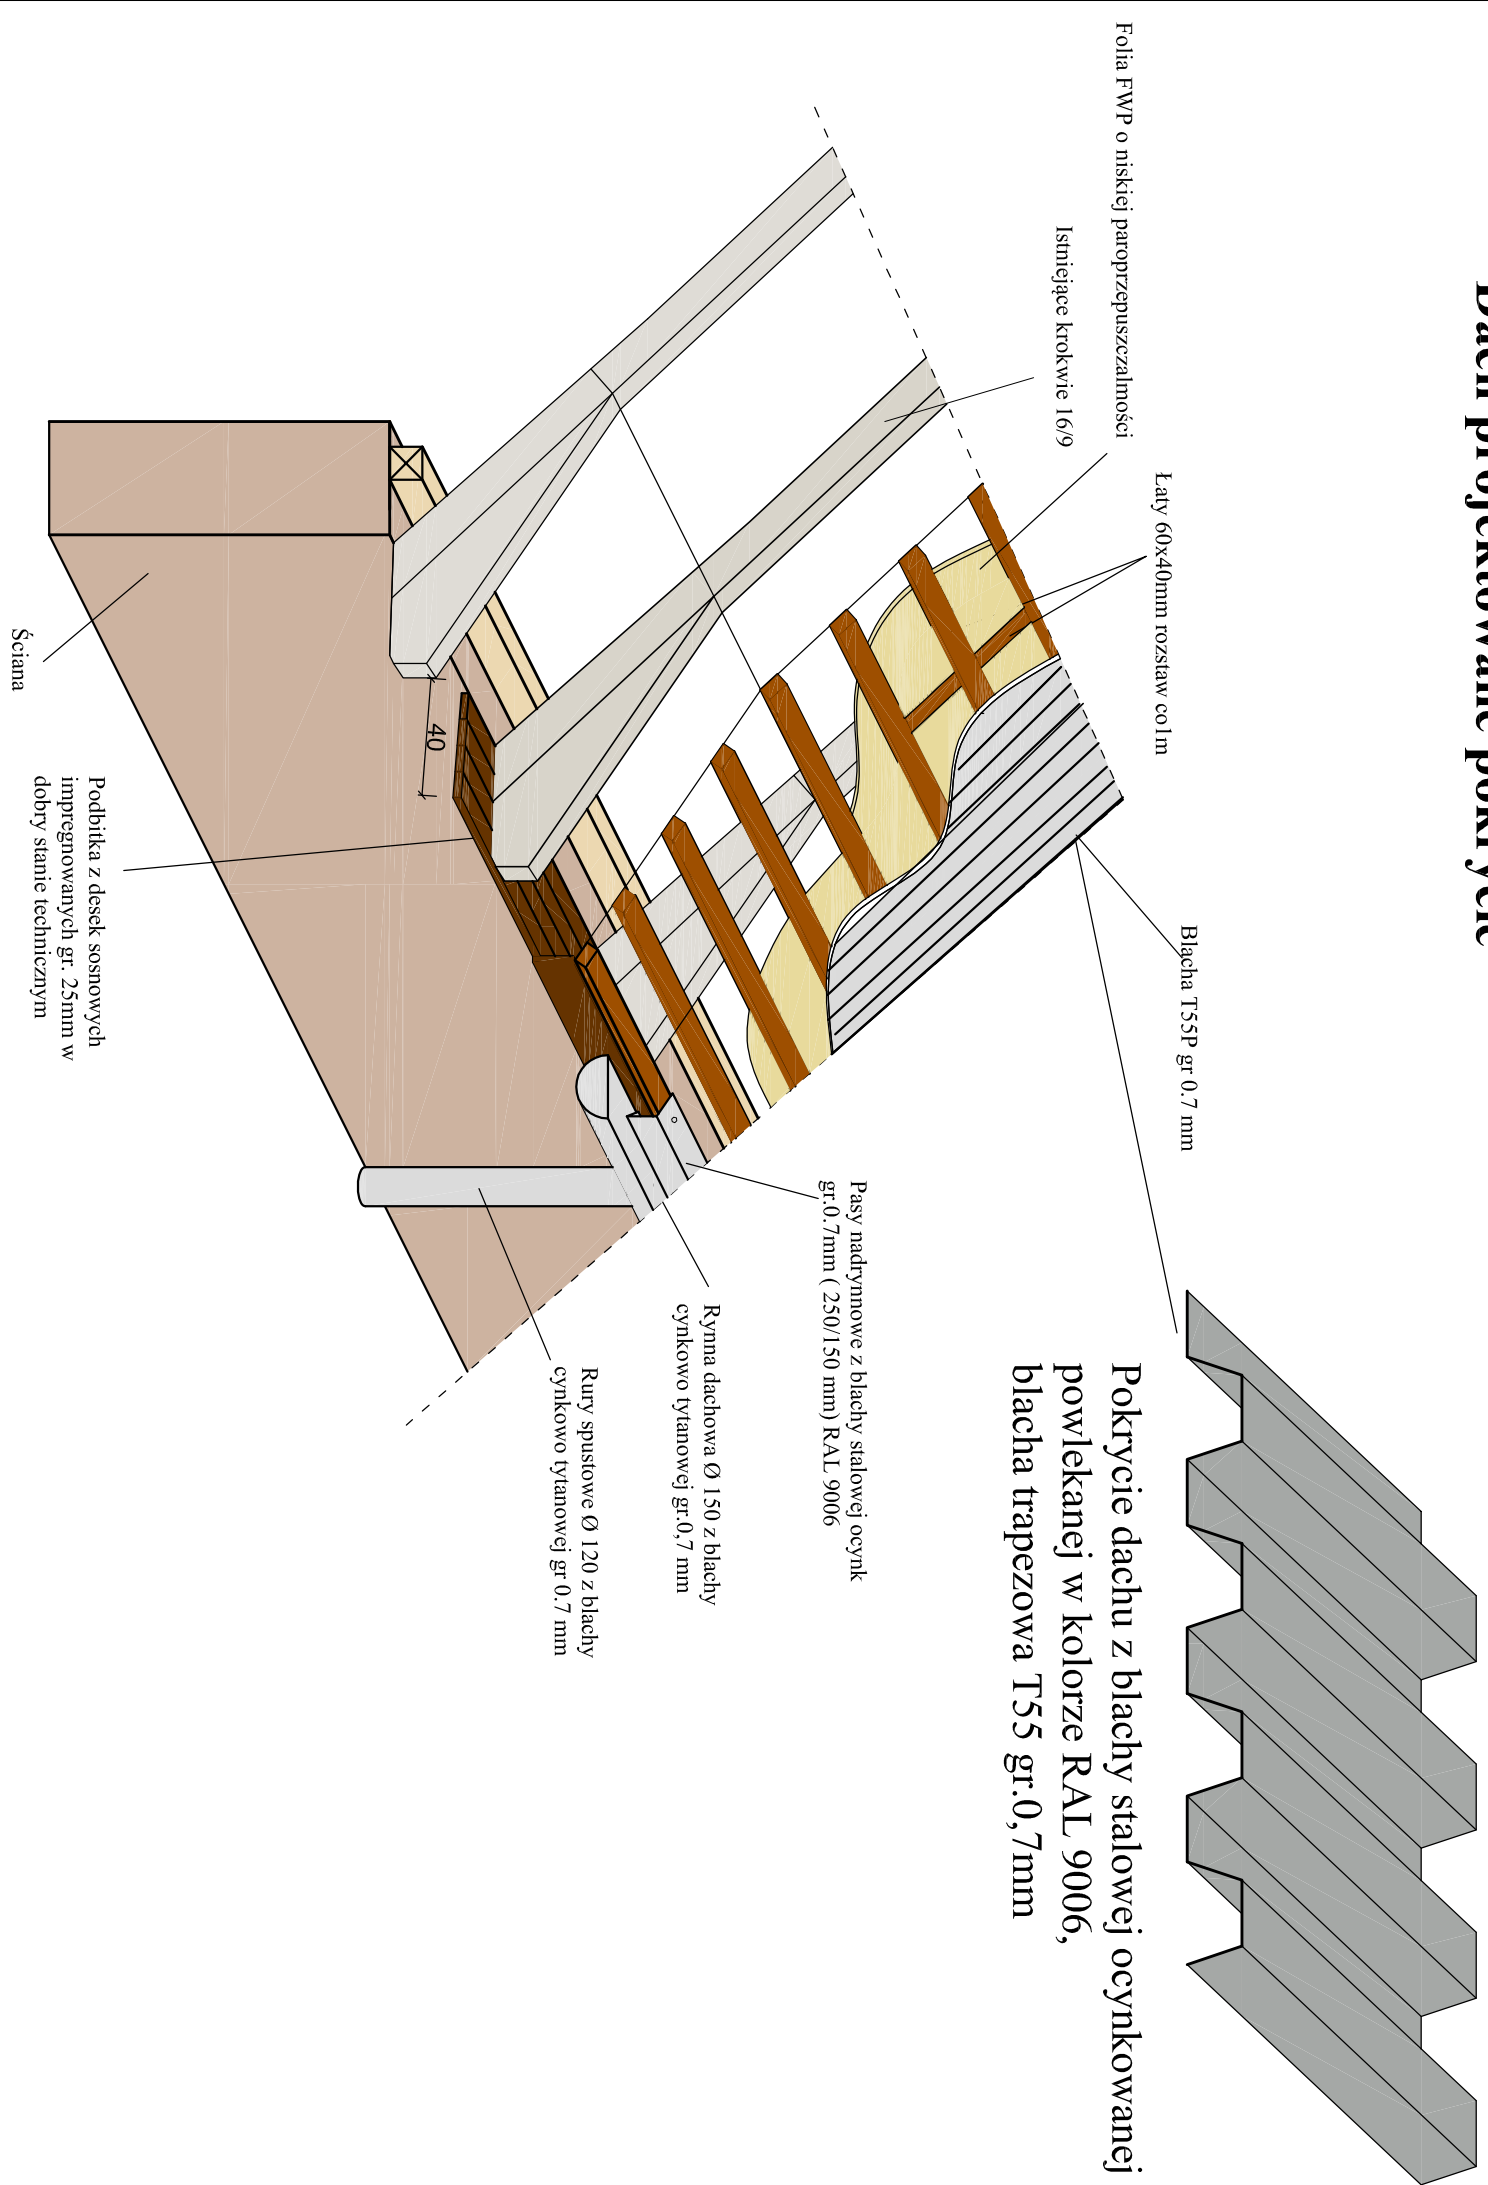 Dach projektowane pokrycie
Folia FWP o niskiej paroprzepuszczalności
Istniejące krokwie 16/9
Łaty 60x40mm rozstaw co1m
Blacha T55P gr 0.7 mm
Pokrycie dachu z blachy stalowej ocynkowanej
powlekanej w kolorze RAL 9006,
blacha trapezowa T55 gr.0,7mm
Pasy nadrynnowe z blachy stalowej ocynk
gr.0.7mm ( 250/150 mm) RAL 9006
Rynna dachowa Ø 150 z blachy
cynkowo tytanowej gr.0,7 mm
Rury spustowe Ø 120 z blachy
cynkowo tytanowej gr 0.7 mm
40
Podbitka z desek sosnowych
impregnowanych gr. 25mm w
dobry stanie technicznym
Ściana